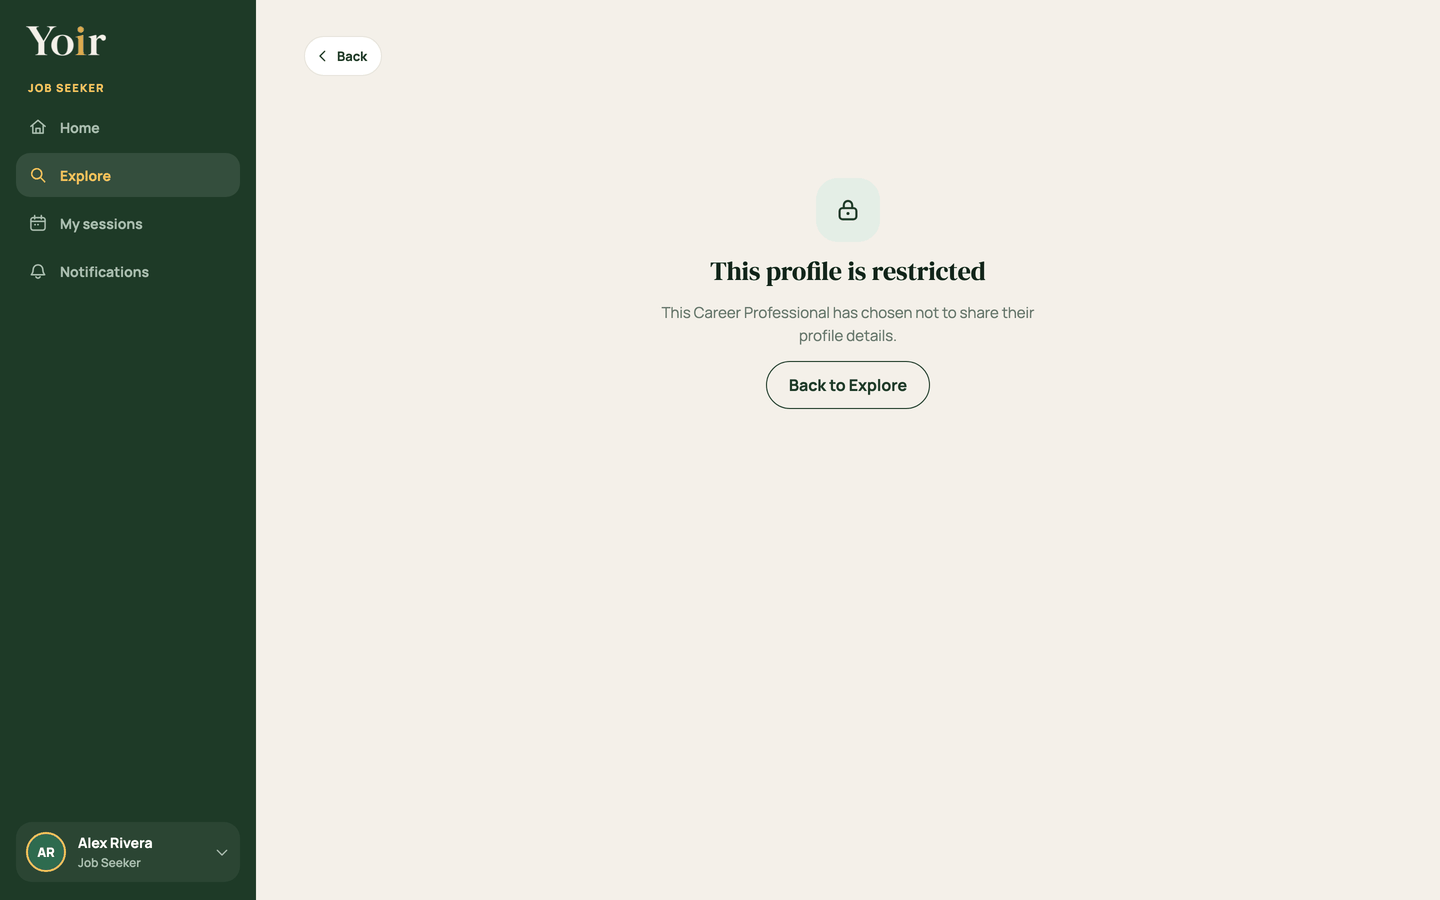 Yoir
JOB SEEKER
Home
Explore
My sessions
Notifications
AR
Alex Rivera
Job Seeker
Back
This profile is restricted
This Career Professional has chosen not to share their
profile details.
Back to Explore